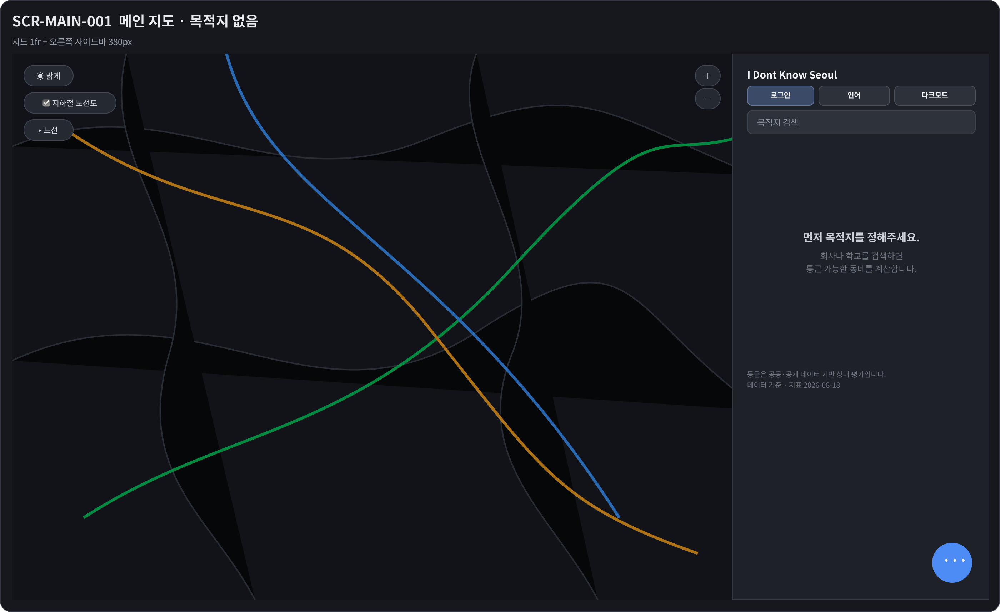 SCR-MAIN-001 메인 지도 · 목적지 없음
지도 1fr + 오른쪽 사이드바 380px
☀ 밝게
☑ 지하철 노선도
▸ 노선
+
−
I Dont Know Seoul
로그인 언어 다크모드
목적지 검색
먼저 목적지를 정해주세요.
회사나 학교를 검색하면
통근 가능한 동네를 계산합니다.
등급은 공공·공개 데이터 기반 상대 평가입니다.
데이터 기준 · 지표 2026-08-18